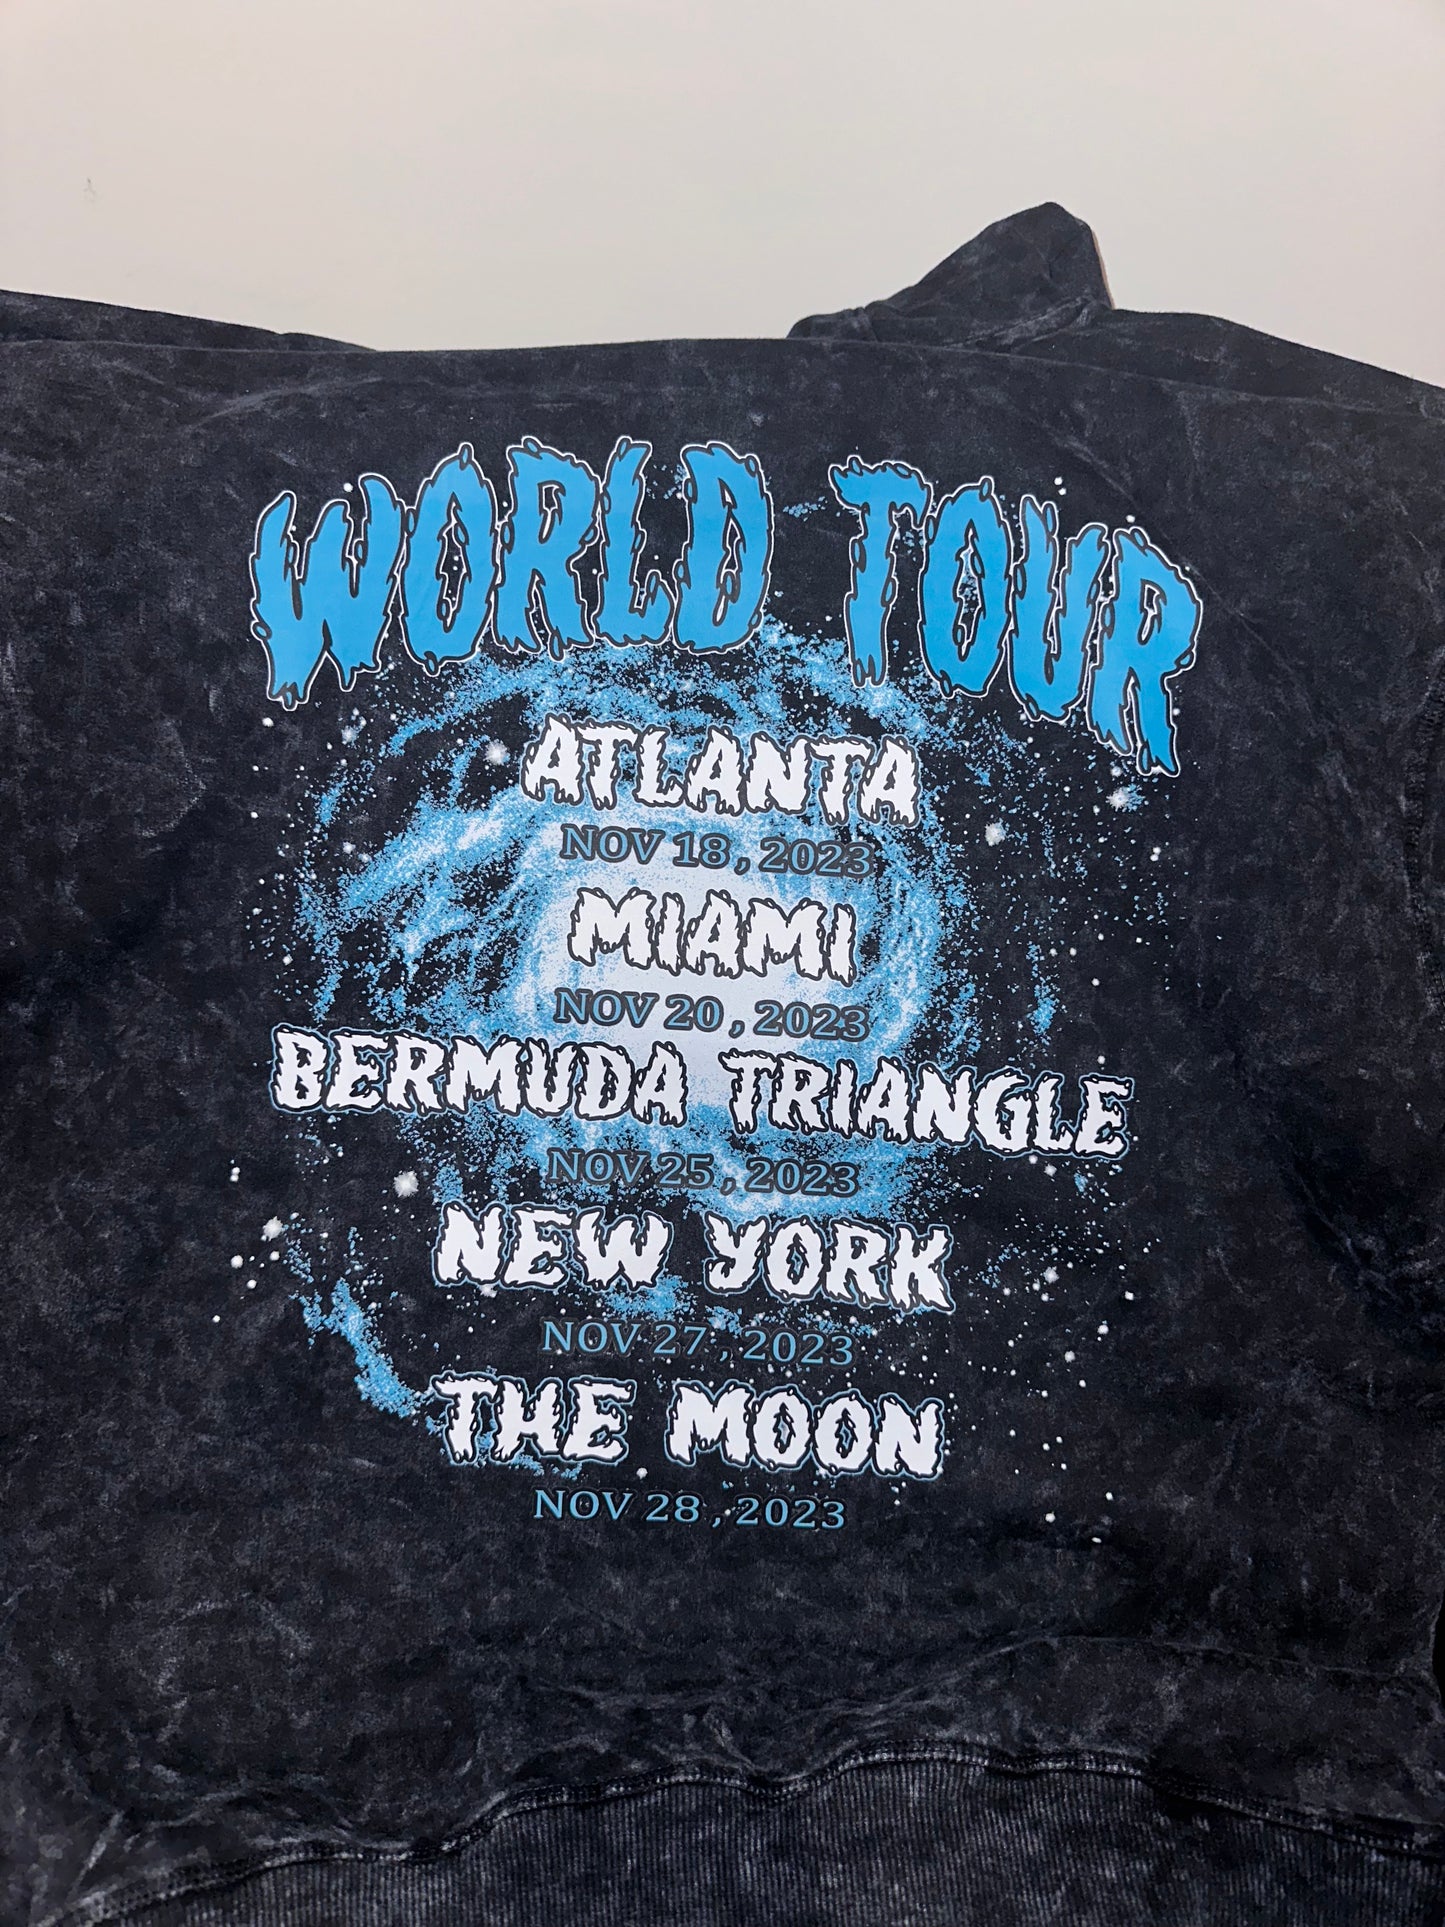 WORLD TOUR
ATLANTA
NOV 18 , 2023
MIAMI
NOV 20 , 2023
BERMUDA TRIANGLE
NOV 25 , 2023
NEW YORK
NOV 27 , 2023
THE MOON
NOV 28 , 2023